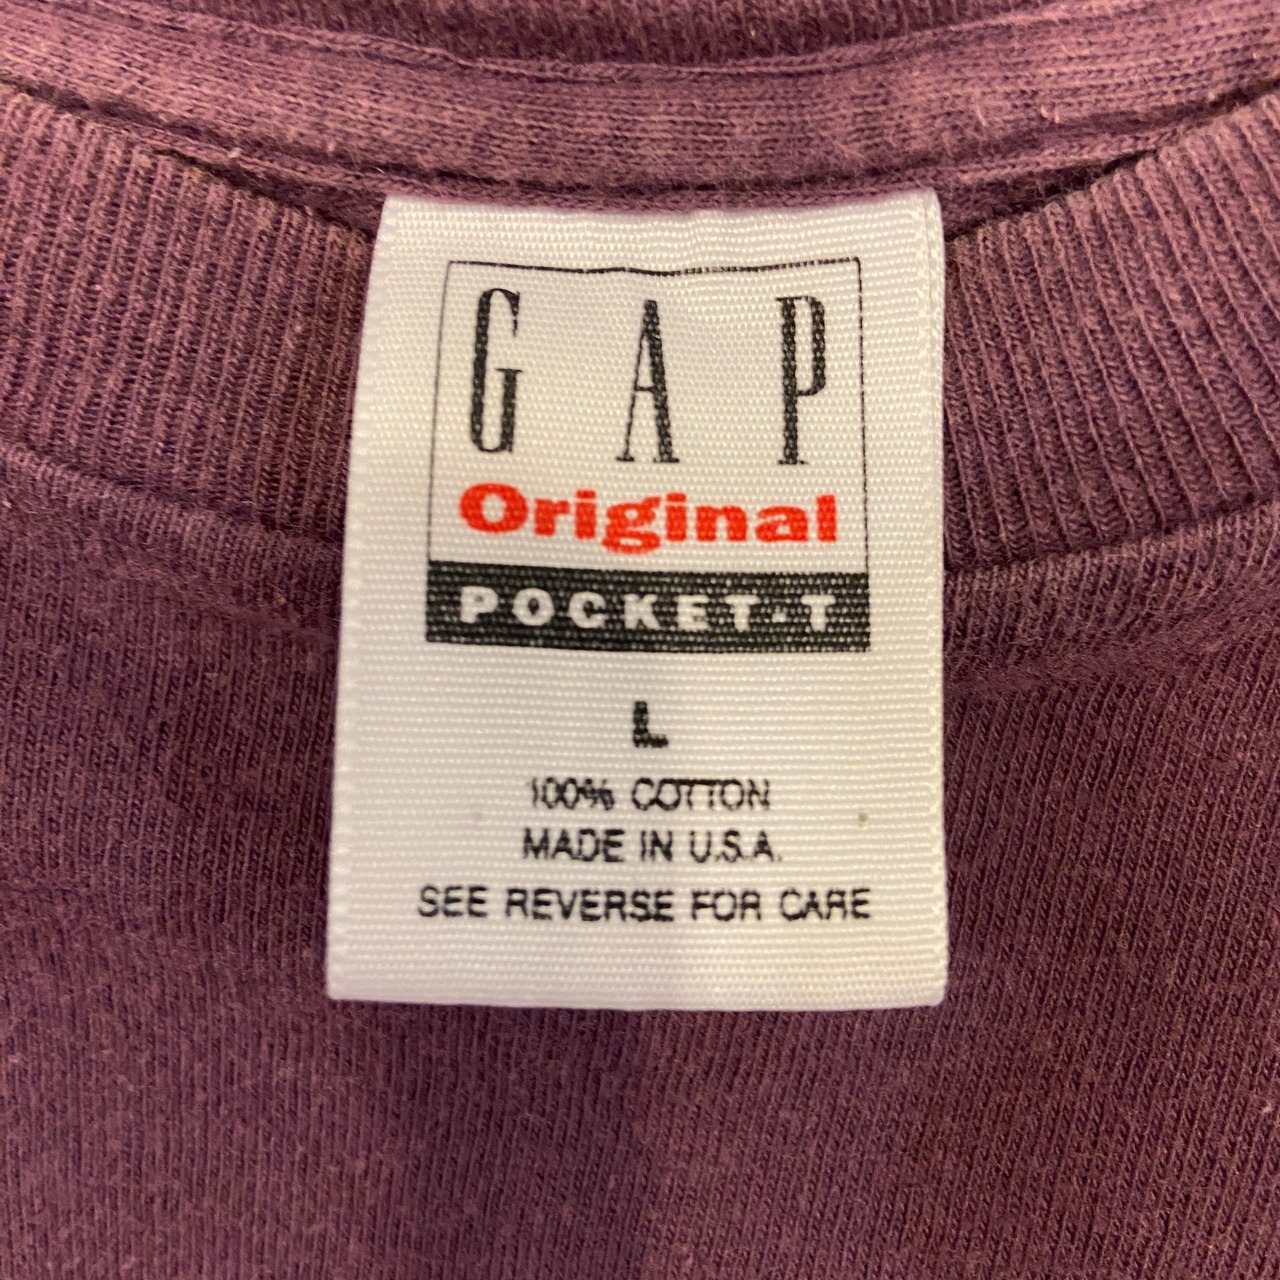 GAP
Original
POCKET-T
L
100% COTTON
MADE IN U.S.A.
SEE REVERSE FOR CARE